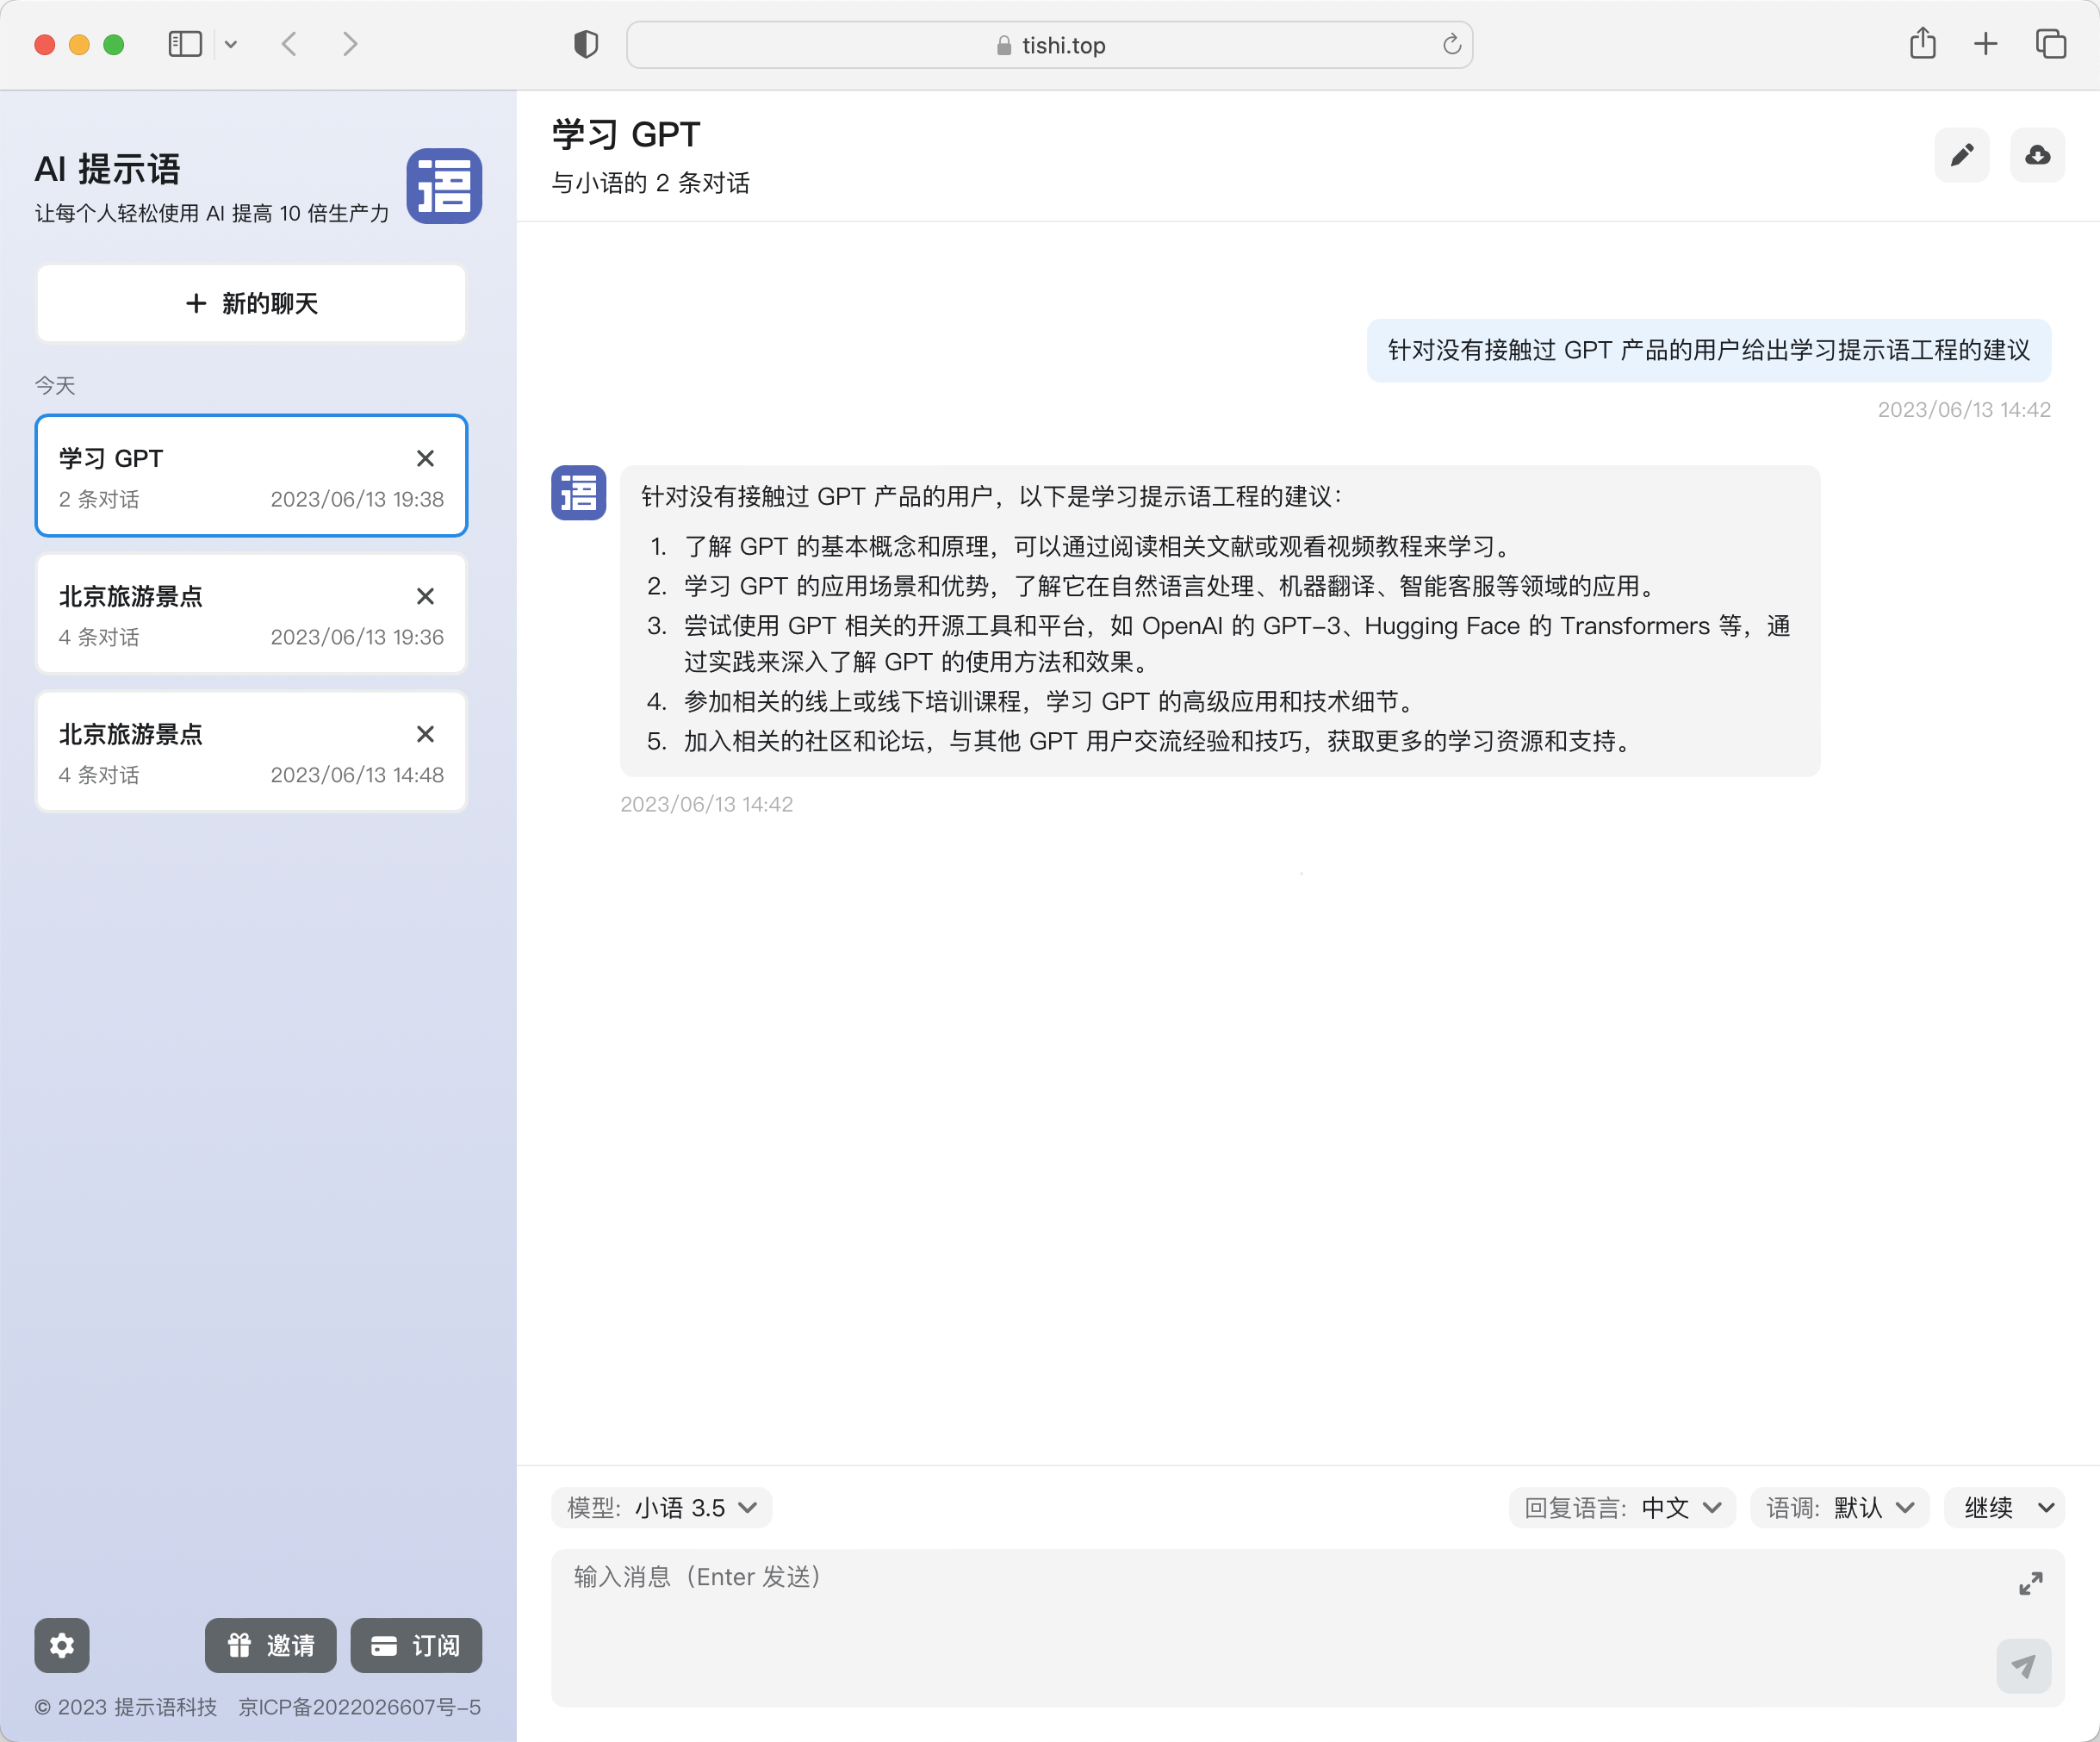 tishi.top
AI 提示语
让每个人轻松使用 AI 提高 10 倍生产力
语
新的聊天
今天
学习 GPT
2 条对话 2023/06/13 19:38
北京旅游景点
4 条对话 2023/06/13 19:36
北京旅游景点
4 条对话 2023/06/13 14:48
邀请 订阅
© 2023 提示语科技 京ICP备2022026607号-5
学习 GPT
与小语的 2 条对话
针对没有接触过 GPT 产品的用户给出学习提示语工程的建议
2023/06/13 14:42
语
针对没有接触过 GPT 产品的用户，以下是学习提示语工程的建议：
1. 了解 GPT 的基本概念和原理，可以通过阅读相关文献或观看视频教程来学习。
2. 学习 GPT 的应用场景和优势，了解它在自然语言处理、机器翻译、智能客服等领域的应用。
3. 尝试使用 GPT 相关的开源工具和平台，如 OpenAI 的 GPT-3、Hugging Face 的 Transformers 等，通
过实践来深入了解 GPT 的使用方法和效果。
4. 参加相关的线上或线下培训课程，学习 GPT 的高级应用和技术细节。
5. 加入相关的社区和论坛，与其他 GPT 用户交流经验和技巧，获取更多的学习资源和支持。
2023/06/13 14:42
模型: 小语 3.5 回复语言: 中文 语调: 默认 继续
输入消息（Enter 发送）